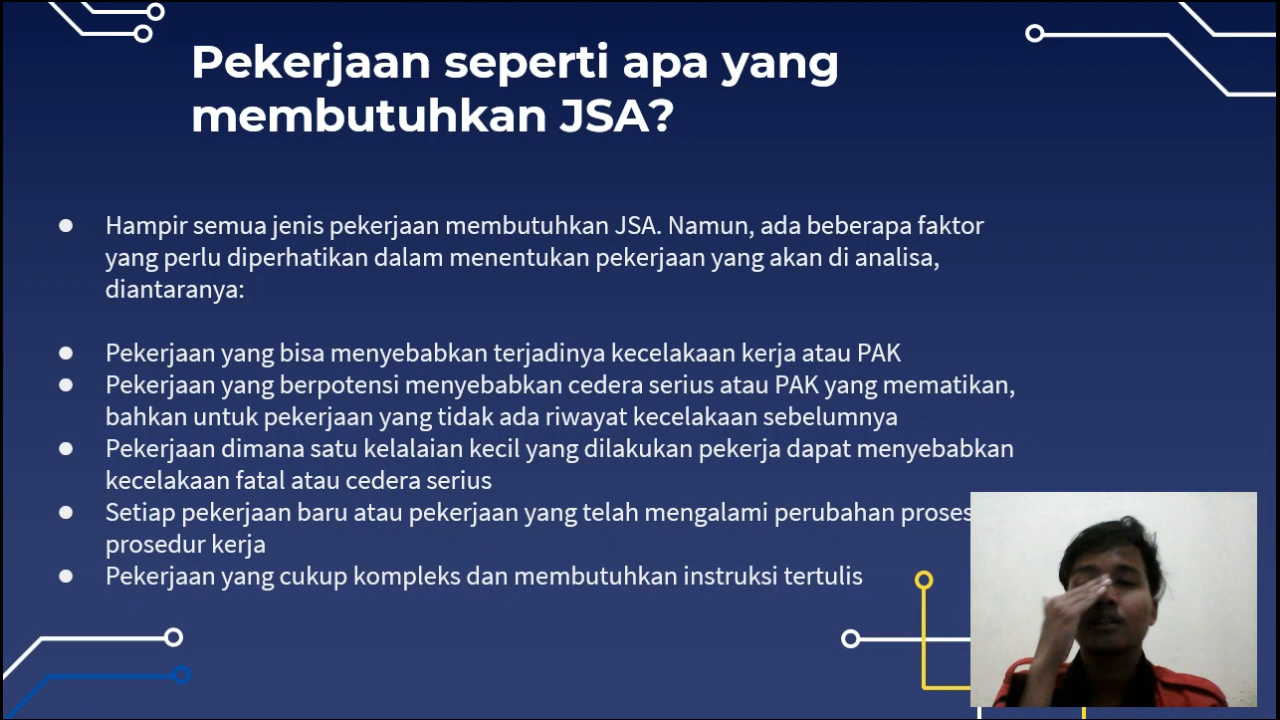 Pekerjaan seperti apa yang
membutuhkan JSA?
● Hampir semua jenis pekerjaan membutuhkan JSA. Namun, ada beberapa faktor
yang perlu diperhatikan dalam menentukan pekerjaan yang akan di analisa,
diantaranya:
● Pekerjaan yang bisa menyebabkan terjadinya kecelakaan kerja atau PAK
● Pekerjaan yang berpotensi menyebabkan cedera serius atau PAK yang mematikan,
bahkan untuk pekerjaan yang tidak ada riwayat kecelakaan sebelumnya
● Pekerjaan dimana satu kelalaian kecil yang dilakukan pekerja dapat menyebabkan
kecelakaan fatal atau cedera serius
● Setiap pekerjaan baru atau pekerjaan yang telah mengalami perubahan proses
prosedur kerja
● Pekerjaan yang cukup kompleks dan membutuhkan instruksi tertulis